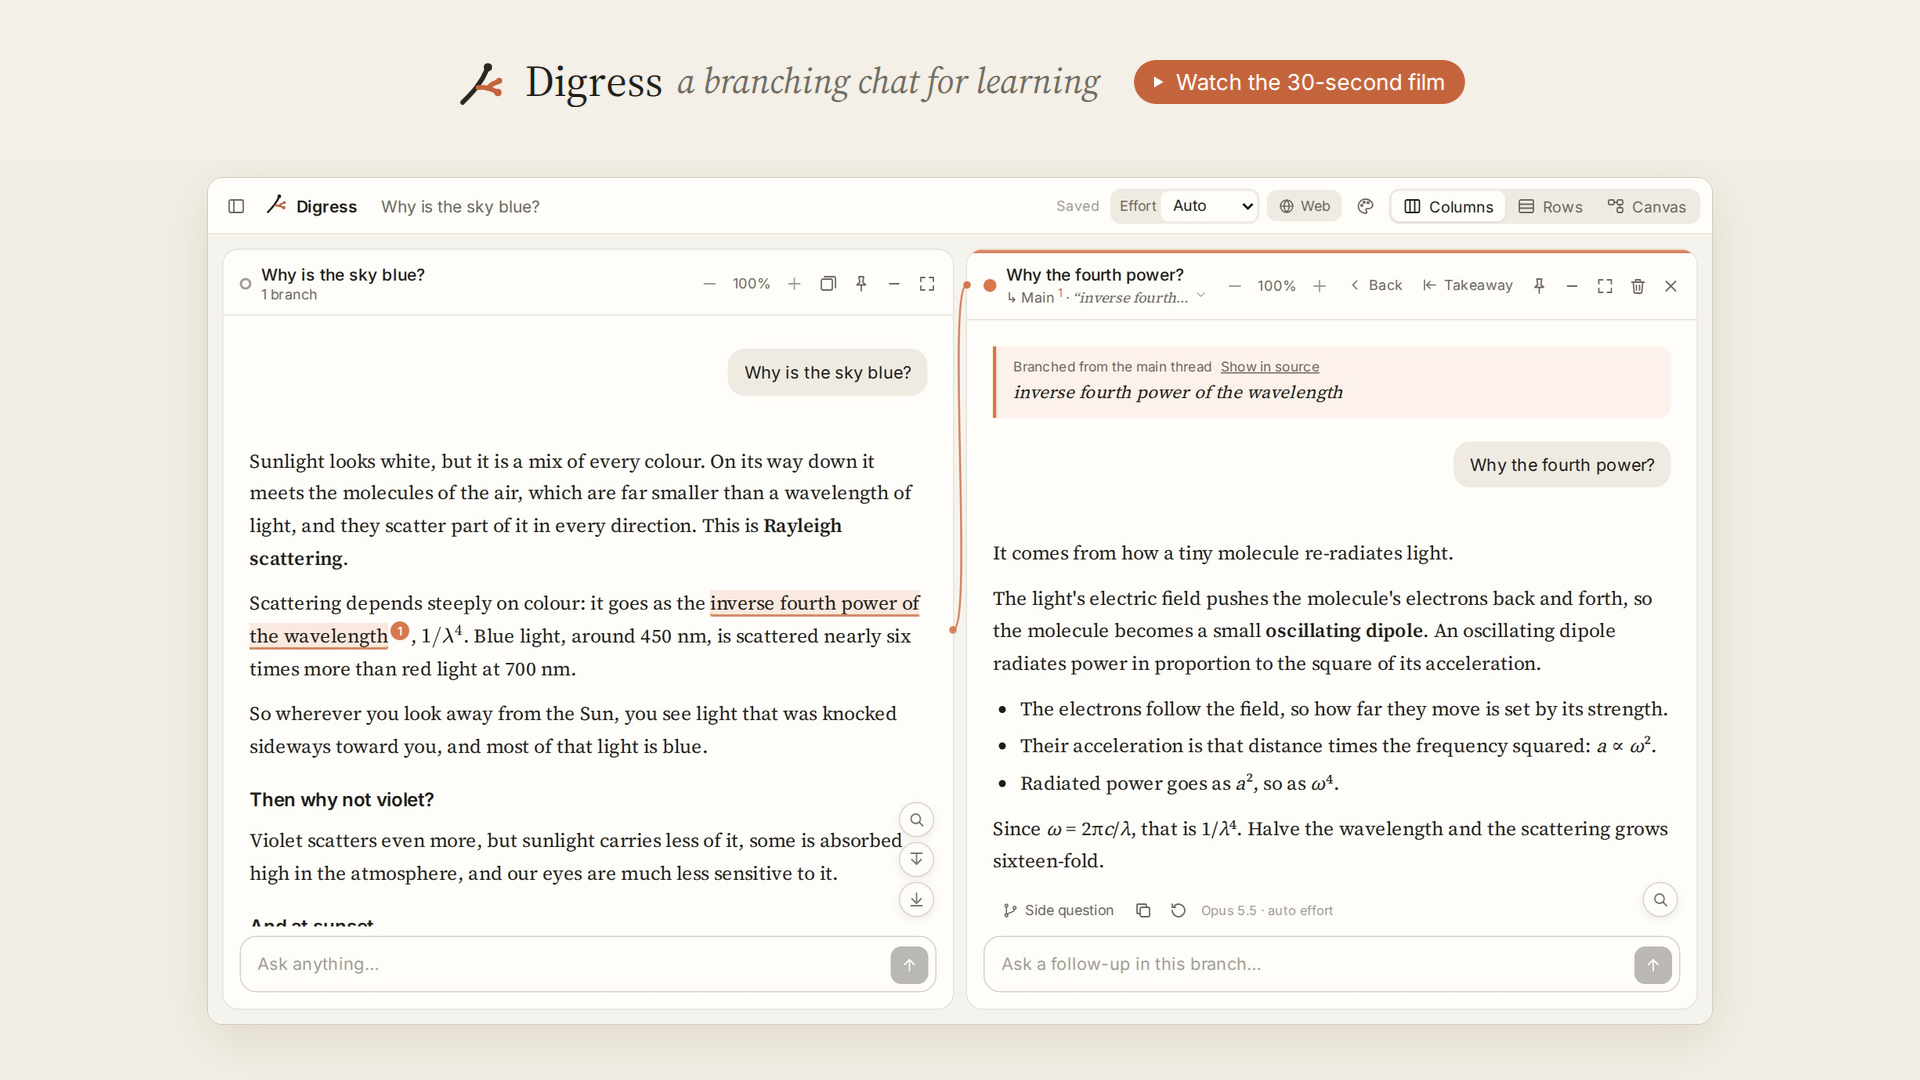 Digress a branching chat for learning
Watch the 30-second film
Digress
Why is the sky blue?
Saved
Effort
Auto
Web
Columns
Rows
Canvas
Why is the sky blue?
1 branch
100%
Why is the sky blue?
Sunlight looks white, but it is a mix of every colour. On its way down it
meets the molecules of the air, which are far smaller than a wavelength of
light, and they scatter part of it in every direction. This is Rayleigh
scattering.
Scattering depends steeply on colour: it goes as the inverse fourth power of
the wavelength 1 , 1/λ⁴. Blue light, around 450 nm, is scattered nearly six
times more than red light at 700 nm.
So wherever you look away from the Sun, you see light that was knocked
sideways toward you, and most of that light is blue.
Then why not violet?
Violet scatters even more, but sunlight carries less of it, some is absorbed
high in the atmosphere, and our eyes are much less sensitive to it.
And at sunset
Ask anything...
Why the fourth power?
↳ Main 1 · “inverse fourth...
100%
Back
Takeaway
Branched from the main thread Show in source
inverse fourth power of the wavelength
Why the fourth power?
It comes from how a tiny molecule re-radiates light.
The light's electric field pushes the molecule's electrons back and forth, so
the molecule becomes a small oscillating dipole. An oscillating dipole
radiates power in proportion to the square of its acceleration.
• The electrons follow the field, so how far they move is set by its strength.
• Their acceleration is that distance times the frequency squared: a ∝ ω².
• Radiated power goes as a², so as ω⁴.
Since ω = 2πc/λ, that is 1/λ⁴. Halve the wavelength and the scattering grows
sixteen-fold.
Side question
Opus 5.5 · auto effort
Ask a follow-up in this branch...